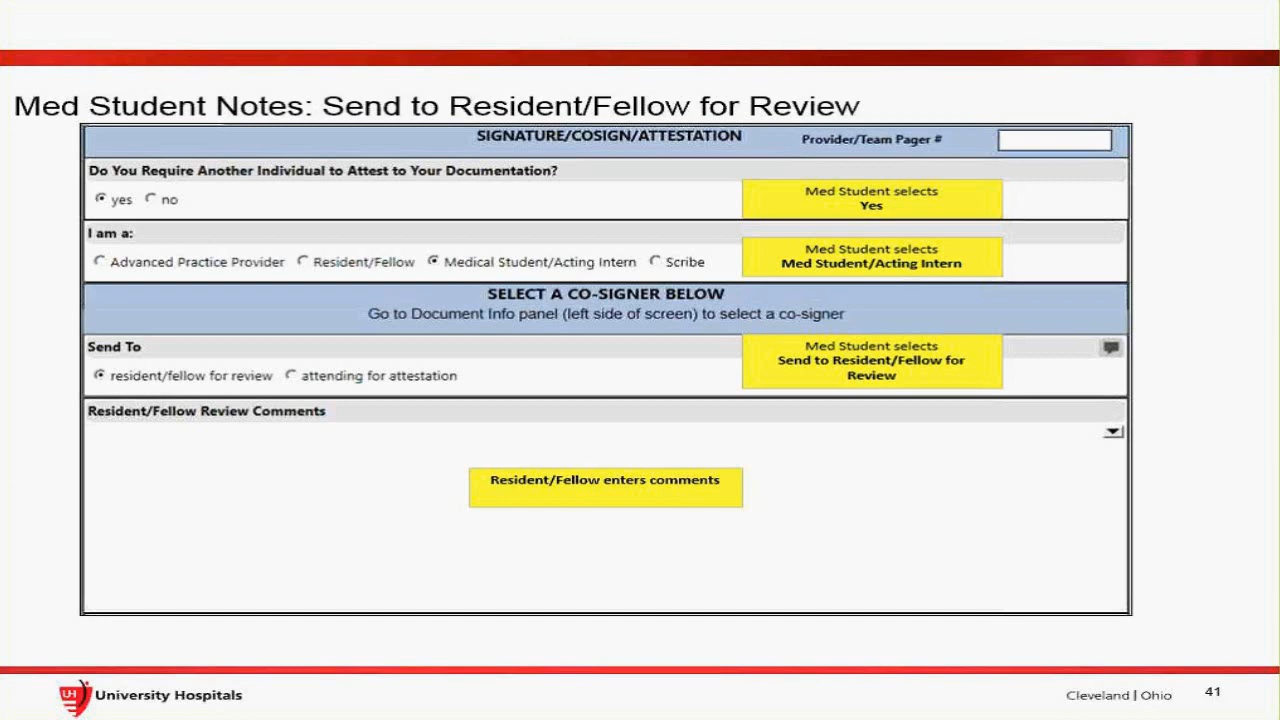 Med Student Notes: Send to Resident/Fellow for Review
SIGNATURE/COSIGN/ATTESTATION
Provider/Team Pager #
Do You Require Another Individual to Attest to Your Documentation?
yes no
Med Student selects
Yes
I am a:
Advanced Practice Provider Resident/Fellow Medical Student/Acting Intern Scribe
Med Student selects
Med Student/Acting Intern
SELECT A CO-SIGNER BELOW
Go to Document Info panel (left side of screen) to select a co-signer
Send To
resident/fellow for review attending for attestation
Med Student selects
Send to Resident/Fellow for
Review
Resident/Fellow Review Comments
Resident/Fellow enters comments
UH University Hospitals
Cleveland | Ohio
41